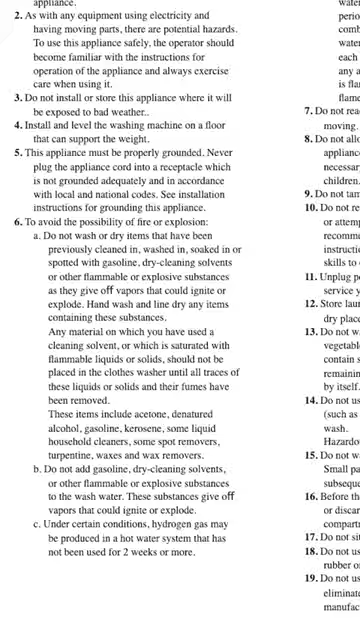 appliance.
2. As with any equipment using electricity and
having moving parts, there are potential hazards.
To use this appliance safely, the operator should
become familiar with the instructions for
operation of the appliance and always exercise
care when using it.
3. Do not install or store this appliance where it will
be exposed to bad weather..
4. Install and level the washing machine on a floor
that can support the weight.
5. This appliance must be properly grounded. Never
plug the appliance cord into a receptacle which
is not grounded adequately and in accordance
with local and national codes. See installation
instructions for grounding this appliance.
6. To avoid the possibility of fire or explosion:
a. Do not wash or dry items that have been
previously cleaned in, washed in, soaked in or
spotted with gasoline, dry-cleaning solvents
or other flammable or explosive substances
as they give off vapors that could ignite or
explode. Hand wash and line dry any items
containing these substances.
Any material on which you have used a
cleaning solvent, or which is saturated with
flammable liquids or solids, should not be
placed in the clothes washer until all traces of
these liquids or solids and their fumes have
been removed.
These items include acetone, denatured
alcohol, gasoline, kerosene, some liquid
household cleaners, some spot removers,
turpentine, waxes and wax removers.
b. Do not add gasoline, dry-cleaning solvents,
or other flammable or explosive substances
to the wash water. These substances give off
vapors that could ignite or explode.
c. Under certain conditions, hydrogen gas may
be produced in a hot water system that has
not been used for 2 weeks or more.
water
perio
comb
water
each
any a
is flam
flame
7. Do not rea
moving.
8. Do not allo
appliance
necessary
children.
9. Do not tam
10. Do not re
or attemp
recomme
instructio
skills to
11. Unplug po
service y
12. Store laun
dry place
13. Do not wa
vegetabl
contain s
remainin
by itself.
14. Do not us
(such as
wash.
Hazardo
15. Do not wa
Small pa
subseque
16. Before th
or discar
compartm
17. Do not sit
18. Do not us
rubber or
19. Do not us
eliminate
manufac